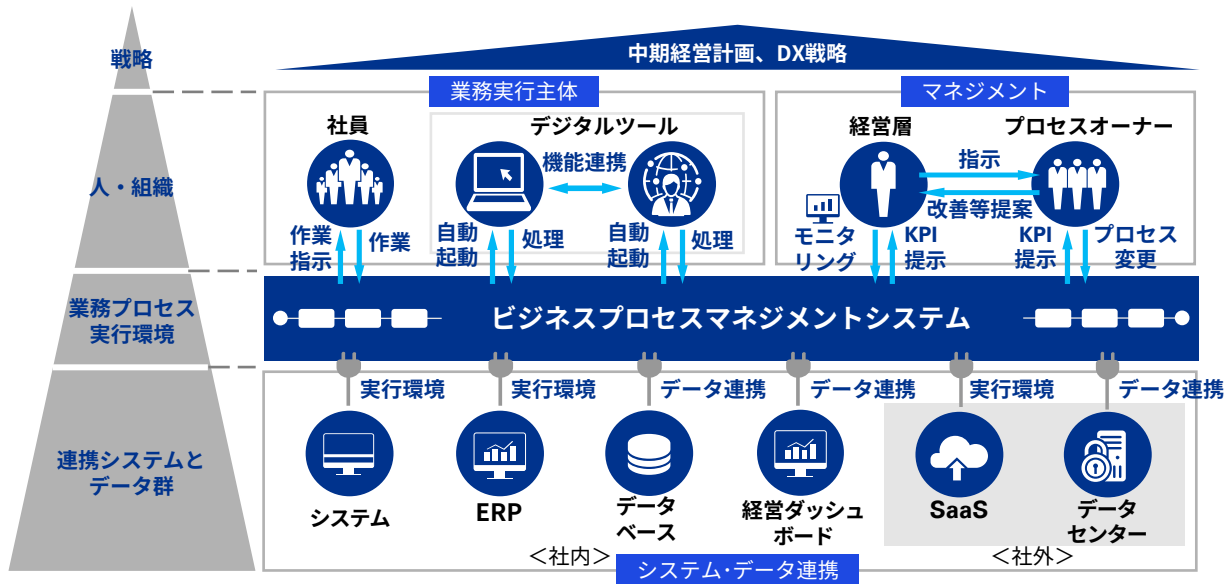 戦略
中期経営計画、DX戦略
人・組織
業務実行主体
社員
デジタルツール
機能連携
作業
指示
作業
自動
起動
処理
自動
起動
処理
マネジメント
経営層
プロセスオーナー
指示
改善等提案
モニタ
リング
KPI
提示
KPI
提示
プロセス
変更
業務プロセス
実行環境
ビジネスプロセスマネジメントシステム
連携システムと
データ群
実行環境
実行環境
データ連携
データ連携
実行環境
データ連携
システム
ERP
データ
ベース
経営ダッシュ
ボード
SaaS
データ
センター
＜社内＞
＜社外＞
システム･データ連携